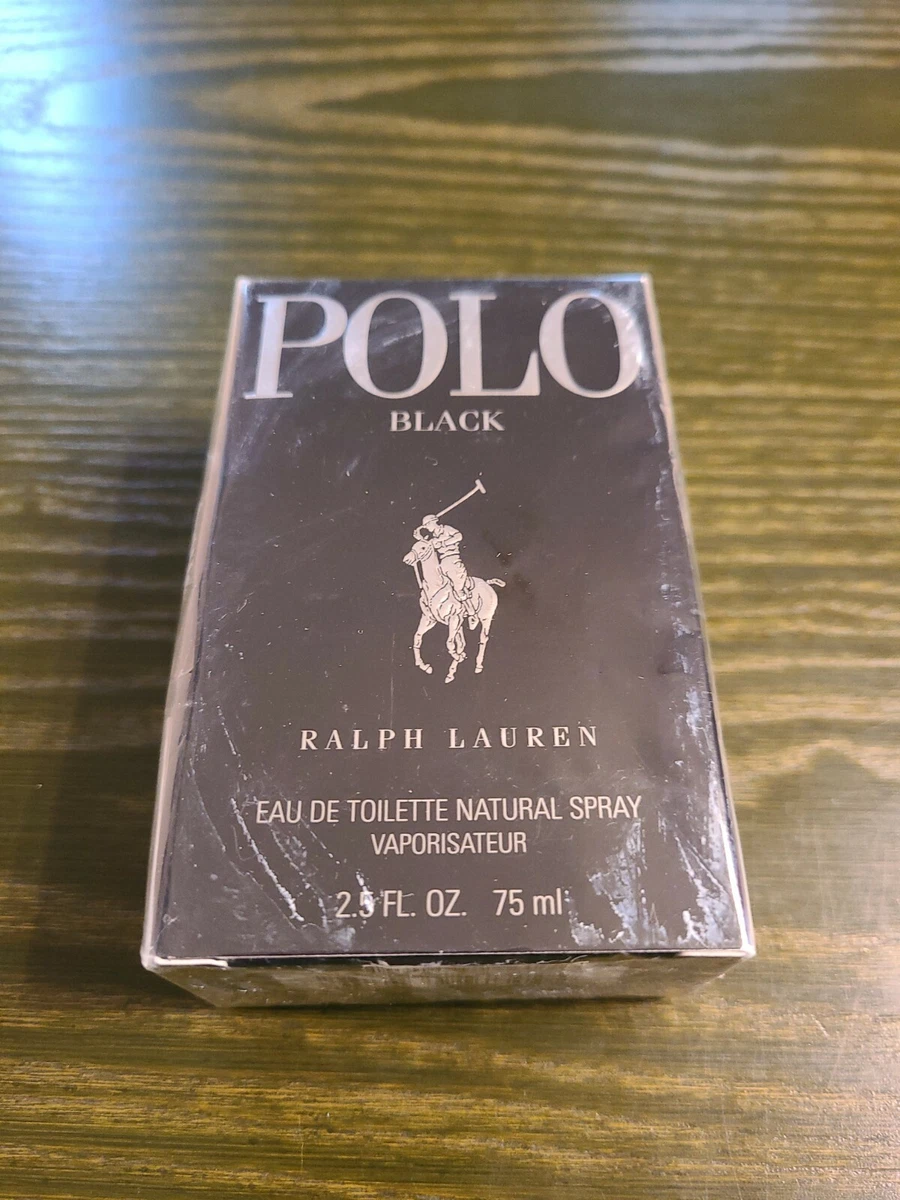 POLO
BLACK
RALPH LAUREN
EAU DE TOILETTE NATURAL SPRAY
VAPORISATEUR
2.5 FL. OZ. 75 ml